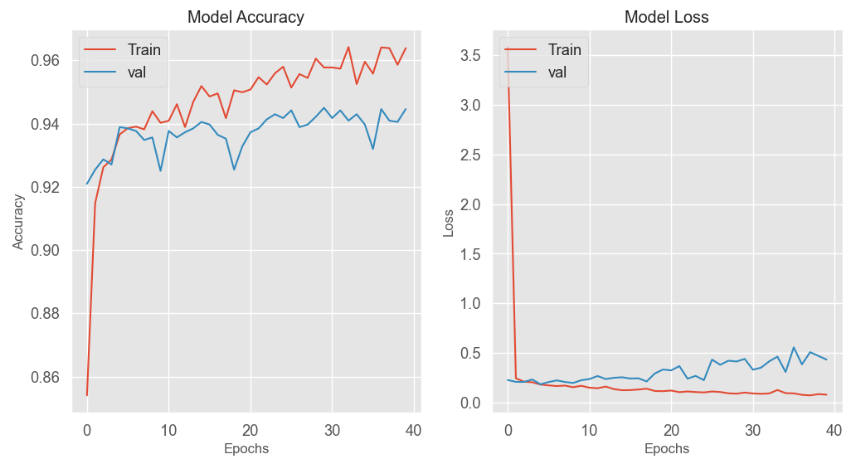 Model Accuracy
Train
val
0.96
0.94
0.92
0.90
0.88
0.86
Accuracy
0
10
20
30
40
Epochs
Model Loss
Train
val
3.5
3.0
2.5
2.0
1.5
1.0
0.5
0.0
Loss
0
10
20
30
40
Epochs